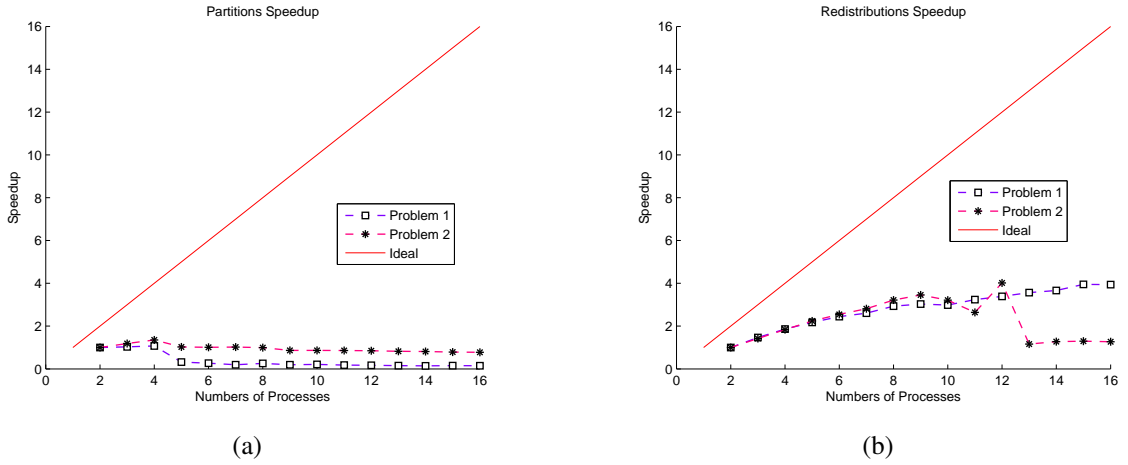 Partitions Speedup
16
14
12
10
8
6
4
2
0
Speedup
0 2 4 6 8 10 12 14 16
Numbers of Processes
Problem 1
Problem 2
Ideal
(a)
Redistributions Speedup
16
14
12
10
8
6
4
2
0
Speedup
0 2 4 6 8 10 12 14 16
Numbers of Processes
Problem 1
Problem 2
Ideal
(b)